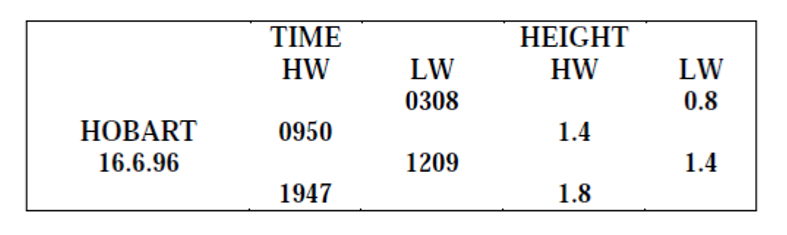 TIME HEIGHT
HW LW HW LW
0308 0.8
HOBART 0950 1.4
16.6.96 1209 1.4
1947 1.8